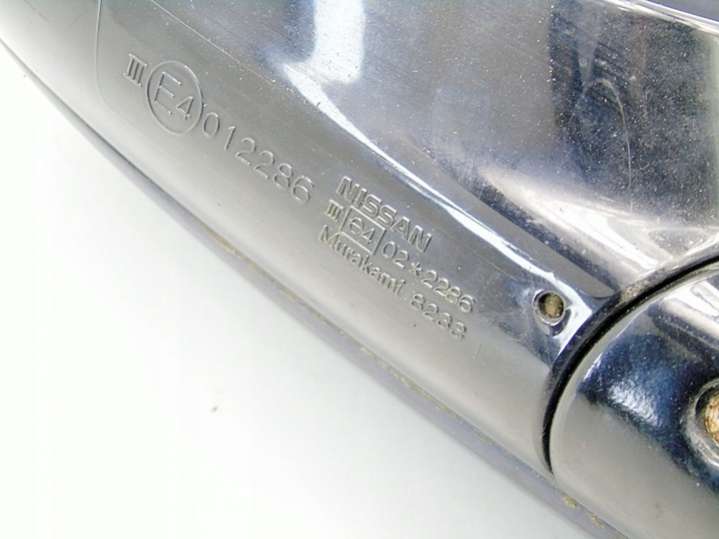 III E4 012286
NISSAN
III e4 02*2286
Murakami 8238